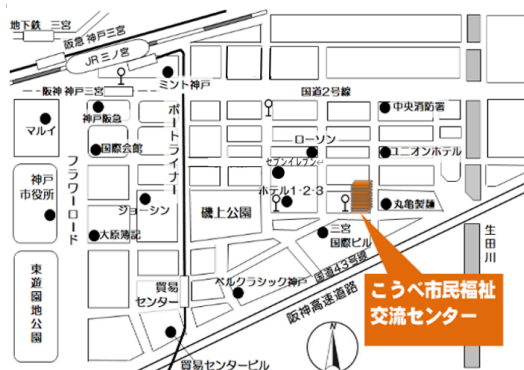 地下鉄 三宮
阪急 神戸三宮
JR 三ノ宮
ミント神戸
阪神 神戸三宮
国道2号線
マルイ
神戸阪急
ポートライナー
中央消防署
国際会館
ローソン
ユニオンホテル
フラワーロード
セブンイレブン
神戸
市役所
ジョーシン
ホテル1・2・3
丸亀製麺
磯上公園
大原簿記
三宮
国際ビル
生田川
国道43号線
東遊園地公園
貿易
センター
ベルクラシック神戸
阪神高速道路
こうべ市民福祉
交流センター
貿易センタービル